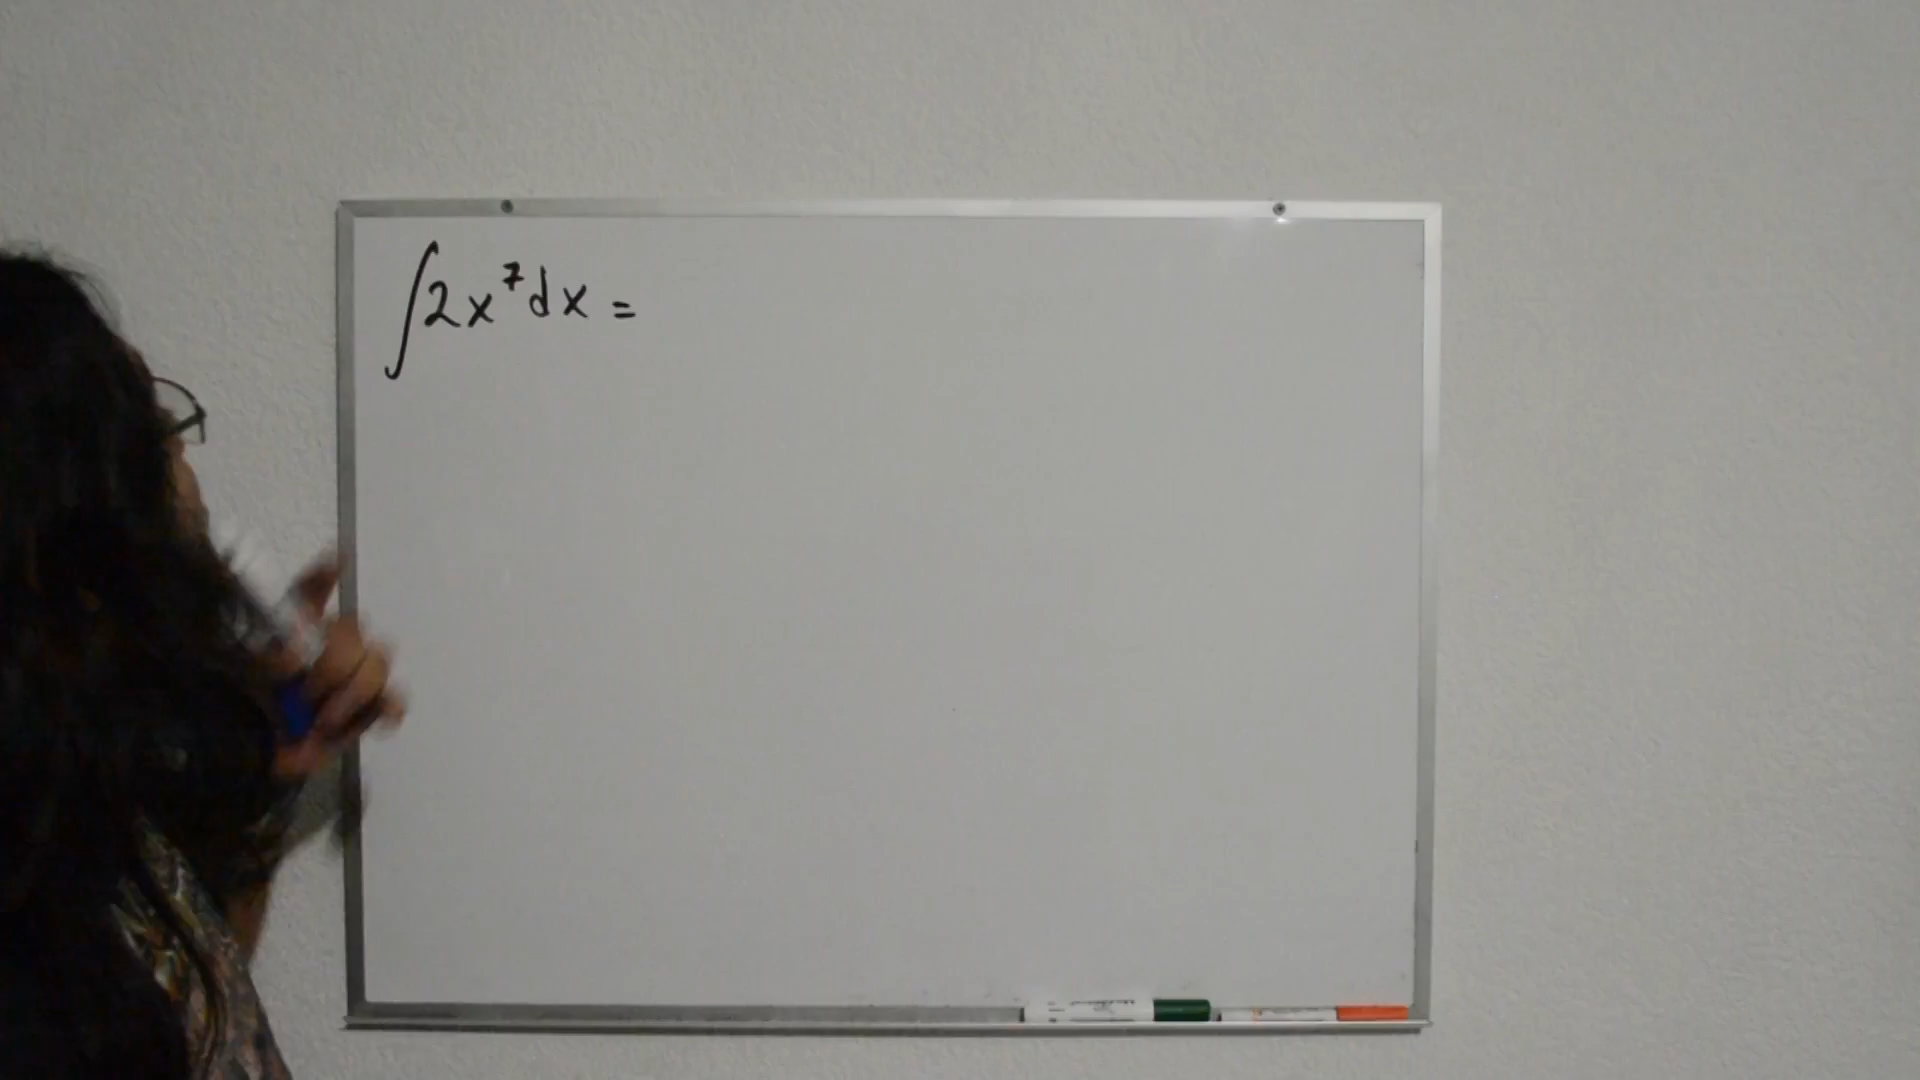 ∫2x⁷dx =